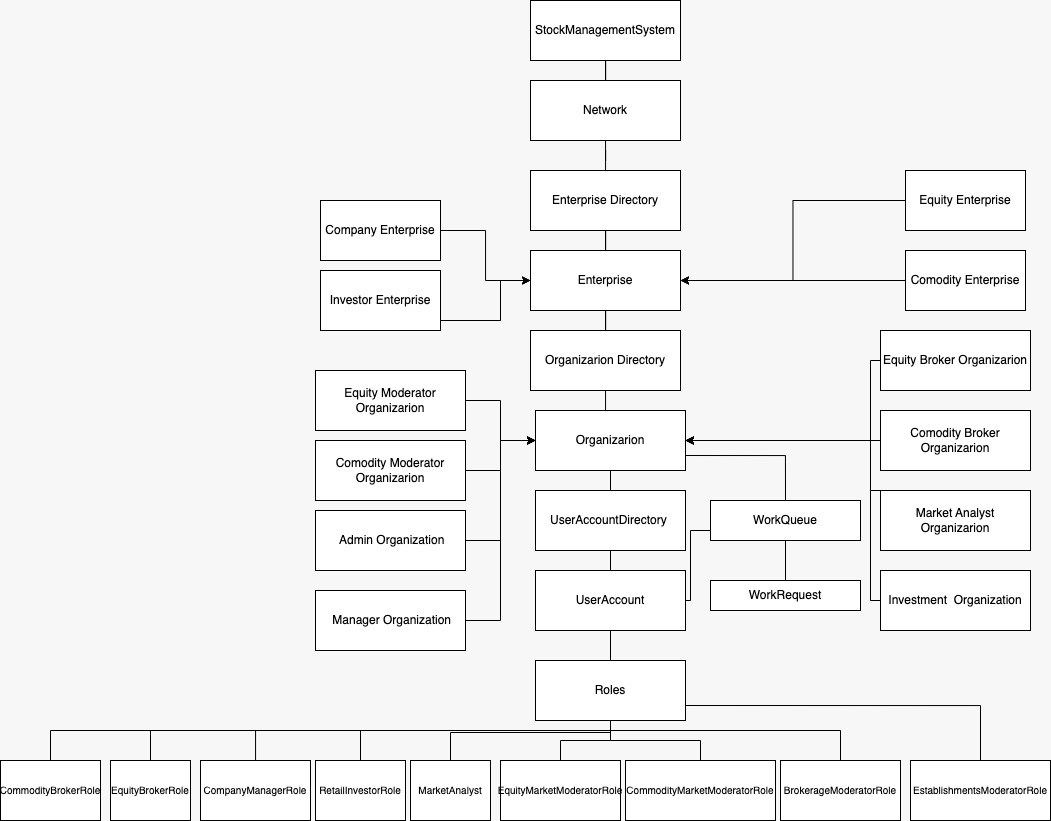 StockManagementSystem
Network
Enterprise Directory
Equity Enterprise
Company Enterprise
Enterprise
Comodity Enterprise
Investor Enterprise
Organizarion Directory
Equity Broker Organizarion
Equity Moderator
Organizarion
Organizarion
Comodity Broker
Organizarion
Comodity Moderator
Organizarion
UserAccountDirectory
WorkQueue
Market Analyst
Organizarion
Admin Organization
UserAccount
WorkRequest
Investment  Organization
Manager Organization
Roles
CommodityBrokerRole
EquityBrokerRole
CompanyManagerRole
RetailInvestorRole
MarketAnalyst
EquityMarketModeratorRole
CommodityMarketModeratorRole
BrokerageModeratorRole
EstablishmentsModeratorRole